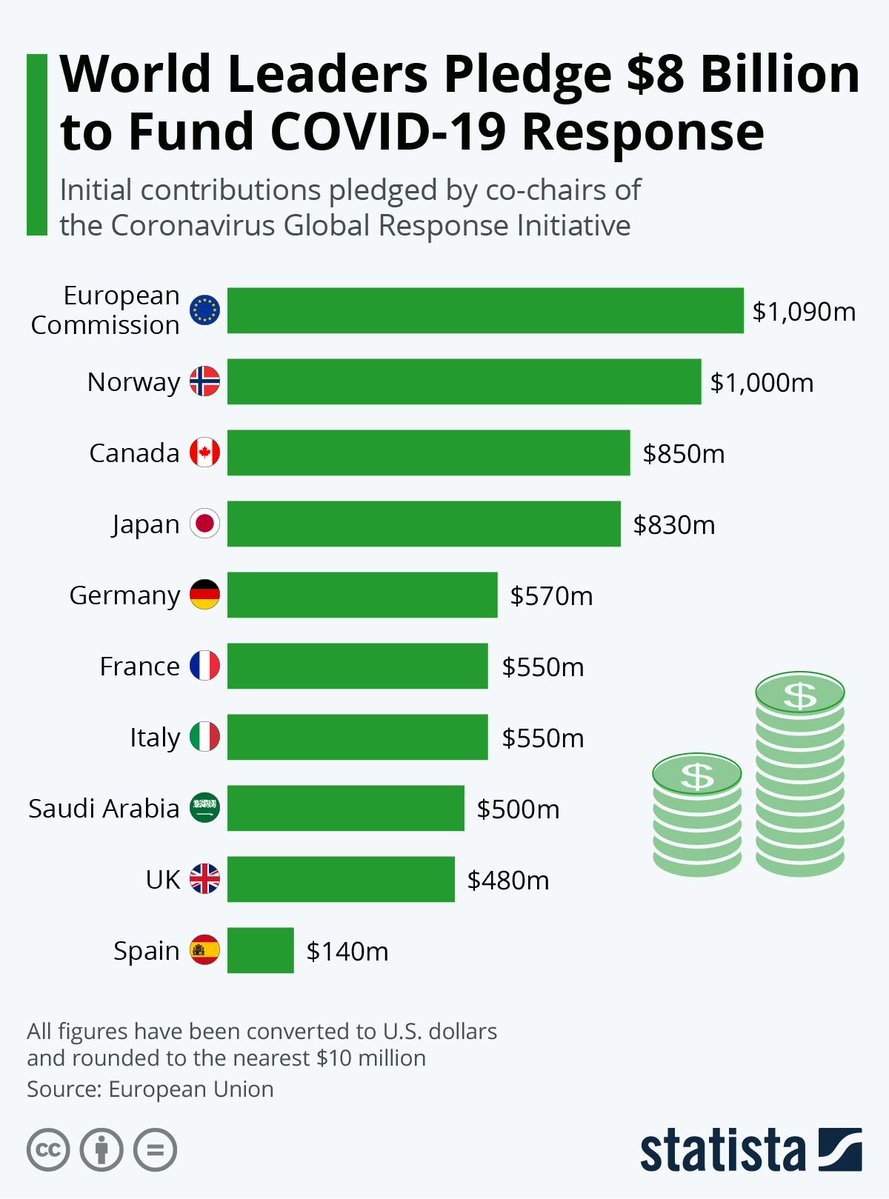 World Leaders Pledge $8 Billion
to Fund COVID-19 Response
Initial contributions pledged by co-chairs of
the Coronavirus Global Response Initiative
European
Commission
$1,090m
Norway
$1,000m
Canada
$850m
Japan
$830m
Germany
$570m
France
$550m
Italy
$550m
Saudi Arabia
$500m
UK
$480m
Spain
$140m
$
$
All figures have been converted to U.S. dollars
and rounded to the nearest $10 million
Source: European Union
cc
=
statista